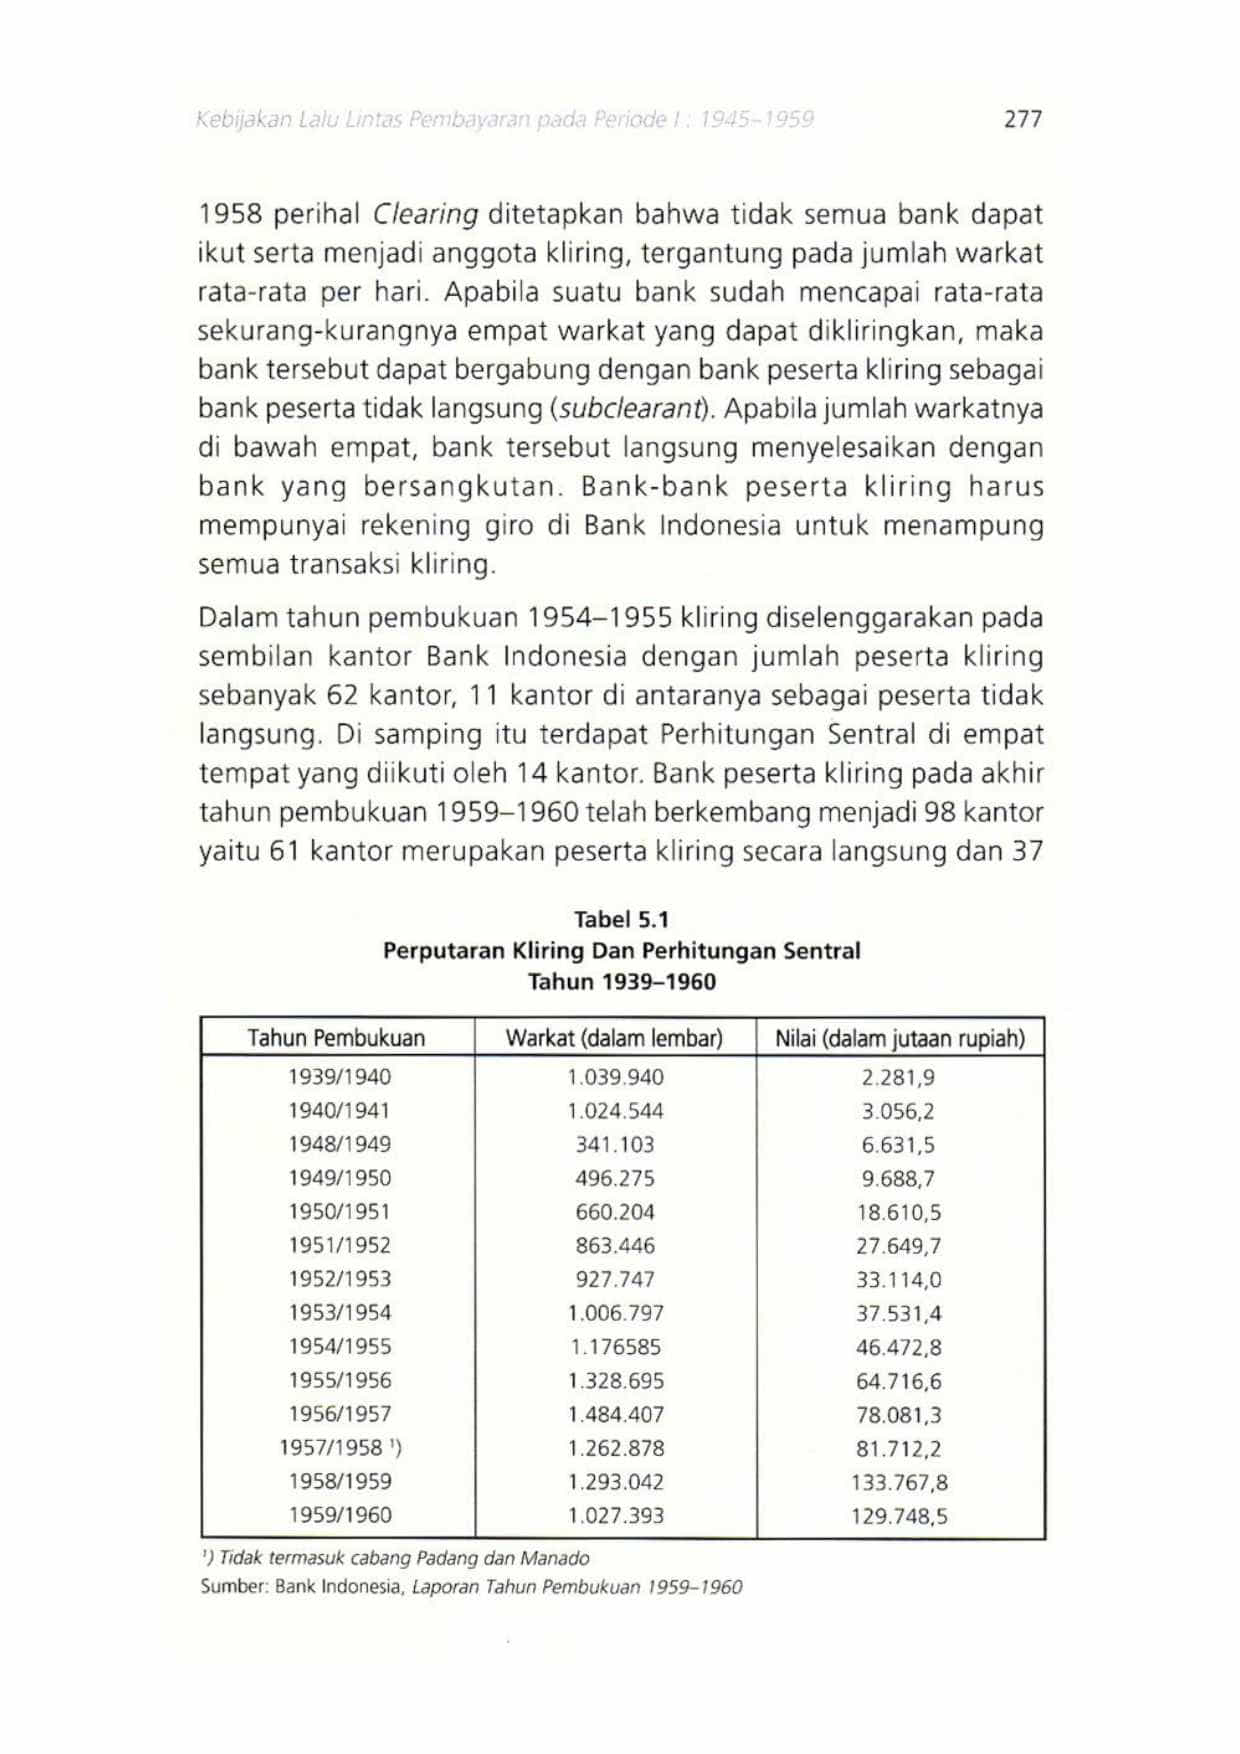 Kebijakan Lalu Lintas Pembayaran pada Periode I : 1945–1959 277
1958 perihal Clearing ditetapkan bahwa tidak semua bank dapat
ikut serta menjadi anggota kliring, tergantung pada jumlah warkat
rata-rata per hari. Apabila suatu bank sudah mencapai rata-rata
sekurang-kurangnya empat warkat yang dapat dikliringkan, maka
bank tersebut dapat bergabung dengan bank peserta kliring sebagai
bank peserta tidak langsung (subclearant). Apabila jumlah warkatnya
di bawah empat, bank tersebut langsung menyelesaikan dengan
bank yang bersangkutan. Bank-bank peserta kliring harus
mempunyai rekening giro di Bank Indonesia untuk menampung
semua transaksi kliring.
Dalam tahun pembukuan 1954–1955 kliring diselenggarakan pada
sembilan kantor Bank Indonesia dengan jumlah peserta kliring
sebanyak 62 kantor, 11 kantor di antaranya sebagai peserta tidak
langsung. Di samping itu terdapat Perhitungan Sentral di empat
tempat yang diikuti oleh 14 kantor. Bank peserta kliring pada akhir
tahun pembukuan 1959–1960 telah berkembang menjadi 98 kantor
yaitu 61 kantor merupakan peserta kliring secara langsung dan 37
Tabel 5.1
Perputaran Kliring Dan Perhitungan Sentral
Tahun 1939–1960
Tahun Pembukuan Warkat (dalam lembar) Nilai (dalam jutaan rupiah)
1939/1940 1.039.940 2.281,9
1940/1941 1.024.544 3.056,2
1948/1949 341.103 6.631,5
1949/1950 496.275 9.688,7
1950/1951 660.204 18.610,5
1951/1952 863.446 27.649,7
1952/1953 927.747 33.114,0
1953/1954 1.006.797 37.531,4
1954/1955 1.176585 46.472,8
1955/1956 1.328.695 64.716,6
1956/1957 1.484.407 78.081,3
1957/1958 ¹) 1.262.878 81.712,2
1958/1959 1.293.042 133.767,8
1959/1960 1.027.393 129.748,5
¹) Tidak termasuk cabang Padang dan Manado
Sumber: Bank Indonesia, Laporan Tahun Pembukuan 1959–1960